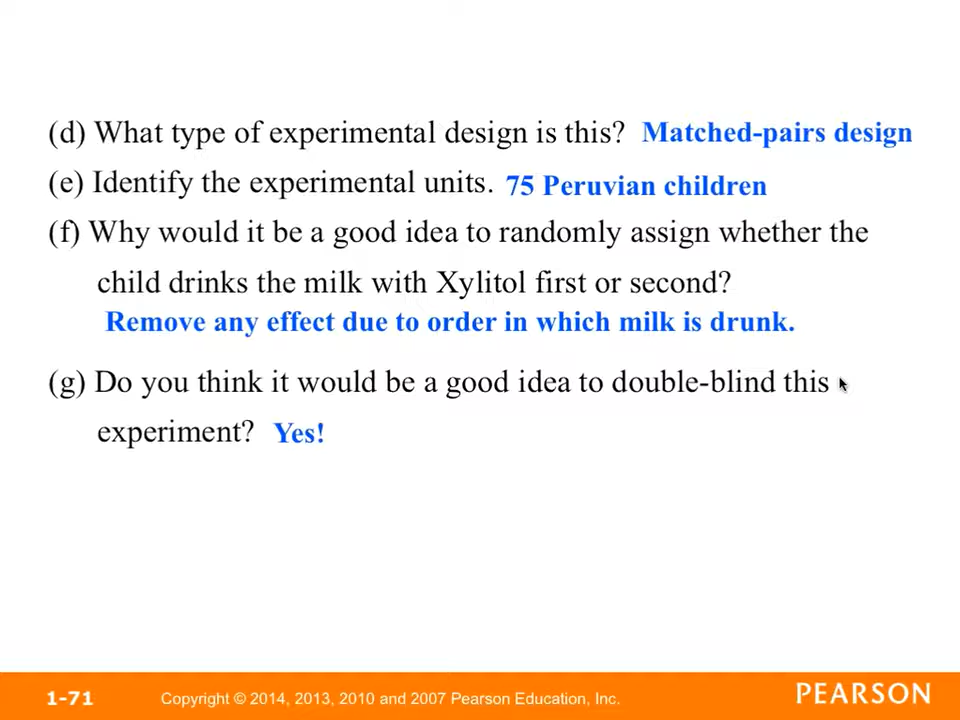 (d) What type of experimental design is this? Matched-pairs design
(e) Identify the experimental units. 75 Peruvian children
(f) Why would it be a good idea to randomly assign whether the
child drinks the milk with Xylitol first or second?
Remove any effect due to order in which milk is drunk.
(g) Do you think it would be a good idea to double-blind this
experiment? Yes!
1-71 Copyright © 2014, 2013, 2010 and 2007 Pearson Education, Inc. PEARSON